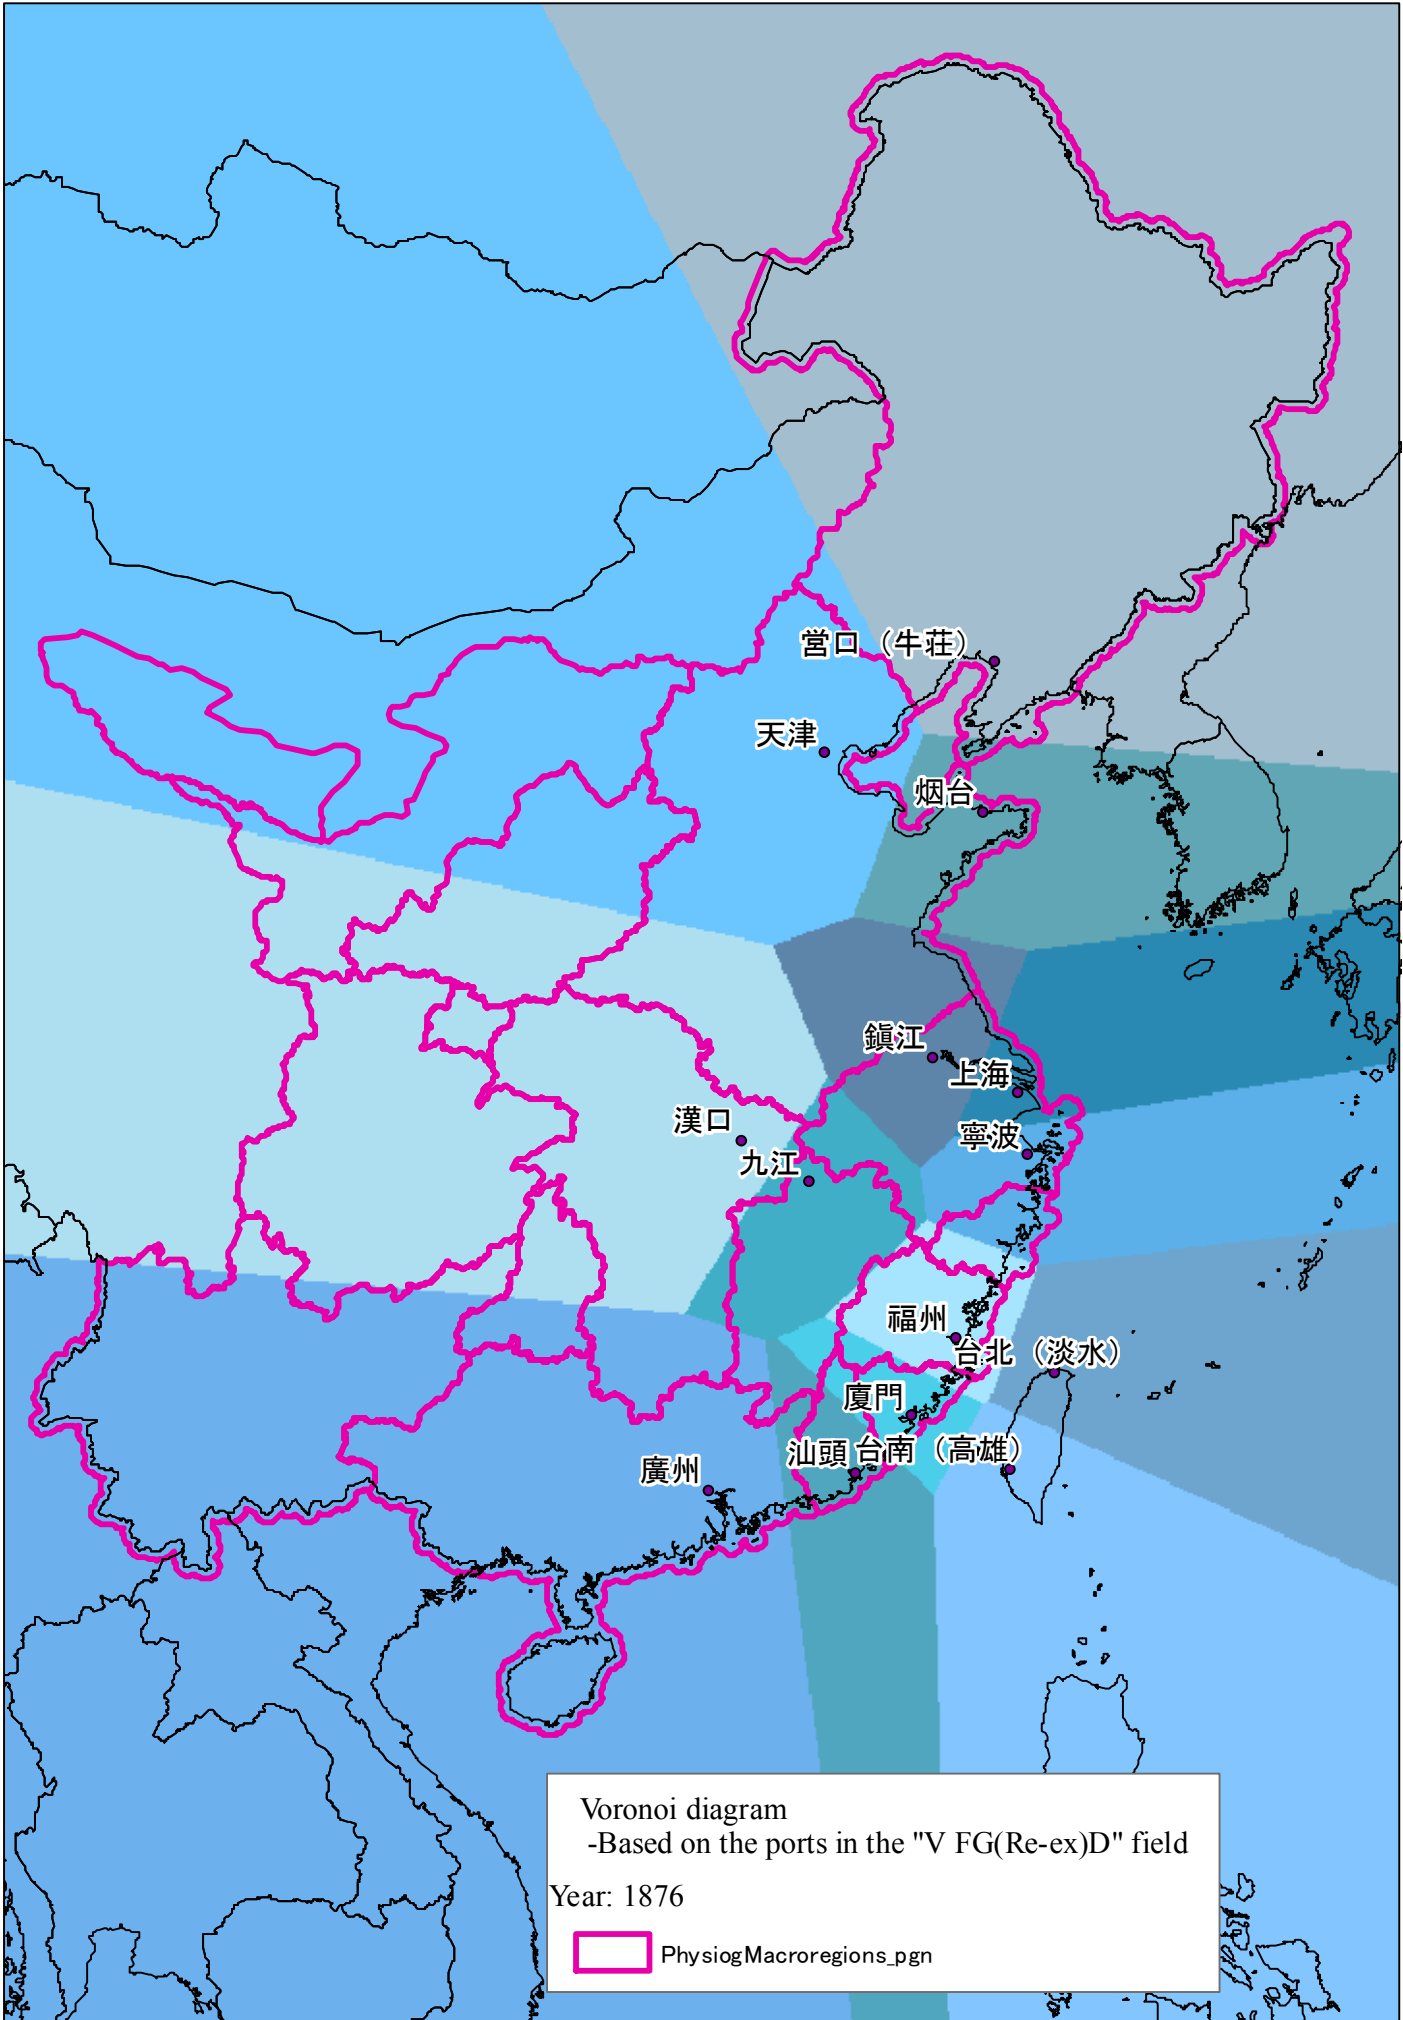 営口（牛荘）
天津
烟台
鎮江
上海
漢口
寧波
九江
福州
台北（淡水）
廈門
汕頭
台南（高雄）
廣州
Voronoi diagram
-Based on the ports in the "V FG(Re-ex)D" field
Year: 1876
PhysiogMacroregions_pgn